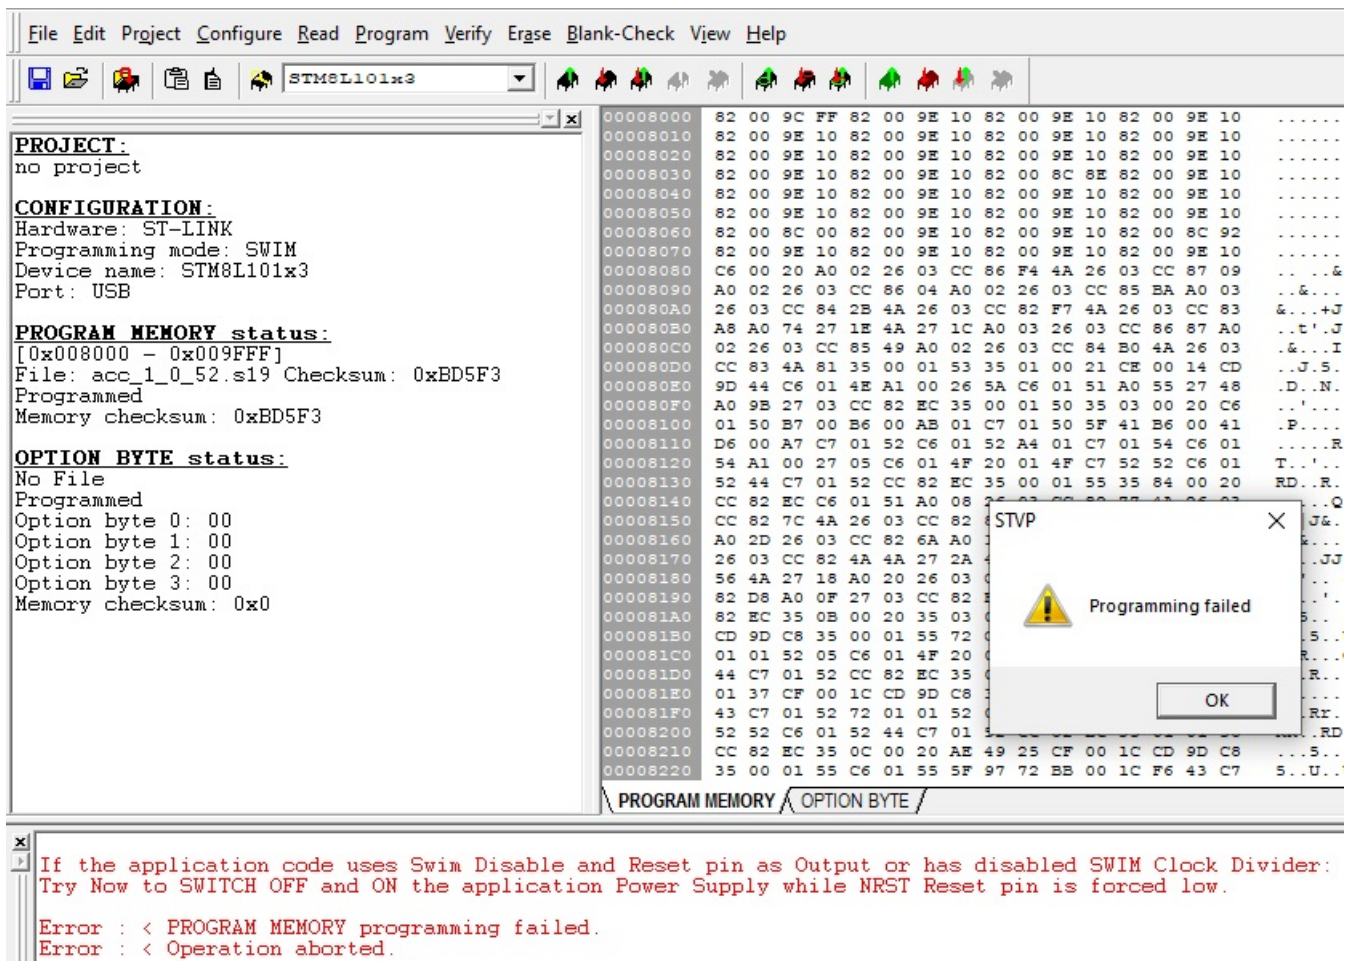 File Edit Project Configure Read Program Verify Erase Blank-Check View Help
STM8L101x3
PROJECT:
no project
CONFIGURATION:
Hardware: ST-LINK
Programming mode: SWIM
Device name: STM8L101x3
Port: USB
PROGRAM MEMORY status:
[0x008000 - 0x009FFF]
File: acc_1_0_52.s19 Checksum: 0xBD5F3
Programmed
Memory checksum: 0xBD5F3
OPTION BYTE status:
No File
Programmed
Option byte 0: 00
Option byte 1: 00
Option byte 2: 00
Option byte 3: 00
Memory checksum: 0x0
00008000 82 00 9C FF 82 00 9E 10 82 00 9E 10 82 00 9E 10 ......
00008010 82 00 9E 10 82 00 9E 10 82 00 9E 10 82 00 9E 10 ......
00008020 82 00 9E 10 82 00 9E 10 82 00 9E 10 82 00 9E 10 ......
00008030 82 00 9E 10 82 00 9E 10 82 00 8C 8E 82 00 9E 10 ......
00008040 82 00 9E 10 82 00 9E 10 82 00 9E 10 82 00 9E 10 ......
00008050 82 00 9E 10 82 00 9E 10 82 00 9E 10 82 00 9E 10 ......
00008060 82 00 8C 00 82 00 9E 10 82 00 9E 10 82 00 8C 92 ......
00008070 82 00 9E 10 82 00 9E 10 82 00 9E 10 82 00 9E 10 ......
00008080 C6 00 20 A0 02 26 03 CC 86 F4 4A 26 03 CC 87 09 .. ..&
00008090 A0 02 26 03 CC 86 04 A0 02 26 03 CC 85 BA A0 03 ..&...
000080A0 26 03 CC 84 2B 4A 26 03 CC 82 F7 4A 26 03 CC 83 &...+J
000080B0 A8 A0 74 27 1E 4A 27 1C A0 03 26 03 CC 86 87 A0 ..t'.J
000080C0 02 26 03 CC 85 49 A0 02 26 03 CC 84 B0 4A 26 03 .&...I
000080D0 CC 83 4A 81 35 00 01 53 35 01 00 21 CE 00 14 CD ..J.5.
000080E0 9D 44 C6 01 4E A1 00 26 5A C6 01 51 A0 55 27 48 .D..N.
000080F0 A0 9B 27 03 CC 82 EC 35 00 01 50 35 03 00 20 C6 ..'...
00008100 01 50 B7 00 B6 00 AB 01 C7 01 50 5F 41 B6 00 41 .P....
00008110 D6 00 A7 C7 01 52 C6 01 52 A4 01 C7 01 54 C6 01 .....R
00008120 54 A1 00 27 05 C6 01 4F 20 01 4F C7 52 52 C6 01 T..'..
00008130 52 44 C7 01 52 CC 82 EC 35 00 01 55 35 84 00 20 RD..R.
00008140 CC 82 EC C6 01 51 A0 08
00008150 CC 82 7C 4A 26 03 CC 82
00008160 A0 2D 26 03 CC 82 6A A0
00008170 26 03 CC 82 4A 4A 27 2A
00008180 56 4A 27 18 A0 20 26 03
00008190 82 D8 A0 0F 27 03 CC 82
000081A0 82 EC 35 0B 00 20 35 03
000081B0 CD 9D C8 35 00 01 55 72
000081C0 01 01 52 05 C6 01 4F 20
000081D0 44 C7 01 52 CC 82 EC 35
000081E0 01 37 CF 00 1C CD 9D C8
000081F0 43 C7 01 52 72 01 01 52
00008200 52 52 C6 01 52 44 C7 01
00008210 CC 82 EC 35 0C 00 20 AE 49 25 CF 00 1C CD 9D C8 ...5..
00008220 35 00 01 55 C6 01 55 5F 97 72 BB 00 1C F6 43 C7 5..U..
STVP
Programming failed
OK
PROGRAM MEMORY OPTION BYTE
If the application code uses Swim Disable and Reset pin as Output or has disabled SWIM Clock Divider:
Try Now to SWITCH OFF and ON the application Power Supply while NRST Reset pin is forced low.
Error : < PROGRAM MEMORY programming failed.
Error : < Operation aborted.